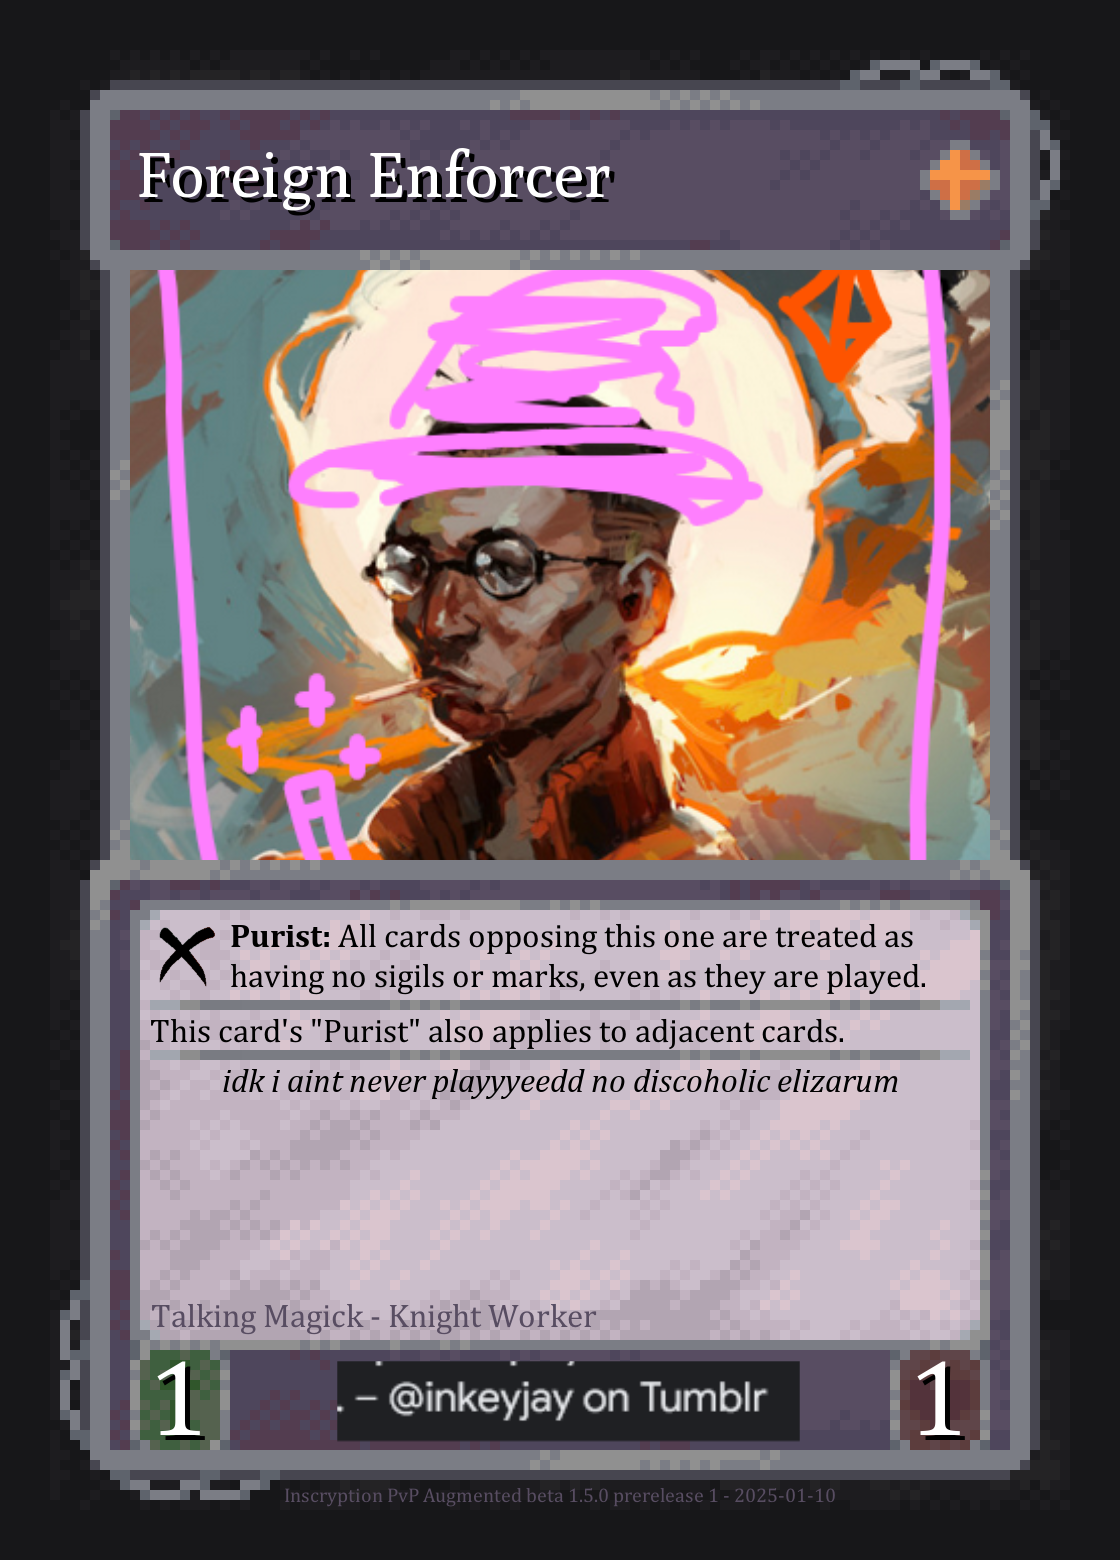 Foreign Enforcer
Purist: All cards opposing this one are treated as
having no sigils or marks, even as they are played.
This card's "Purist" also applies to adjacent cards.
idk i aint never playyyeedd no discoholic elizarum
Talking Magick - Knight Worker
1
. – @inkeyjay on Tumblr
1
Inscryption PvP Augmented beta 1.5.0 prerelease 1 - 2025-01-10